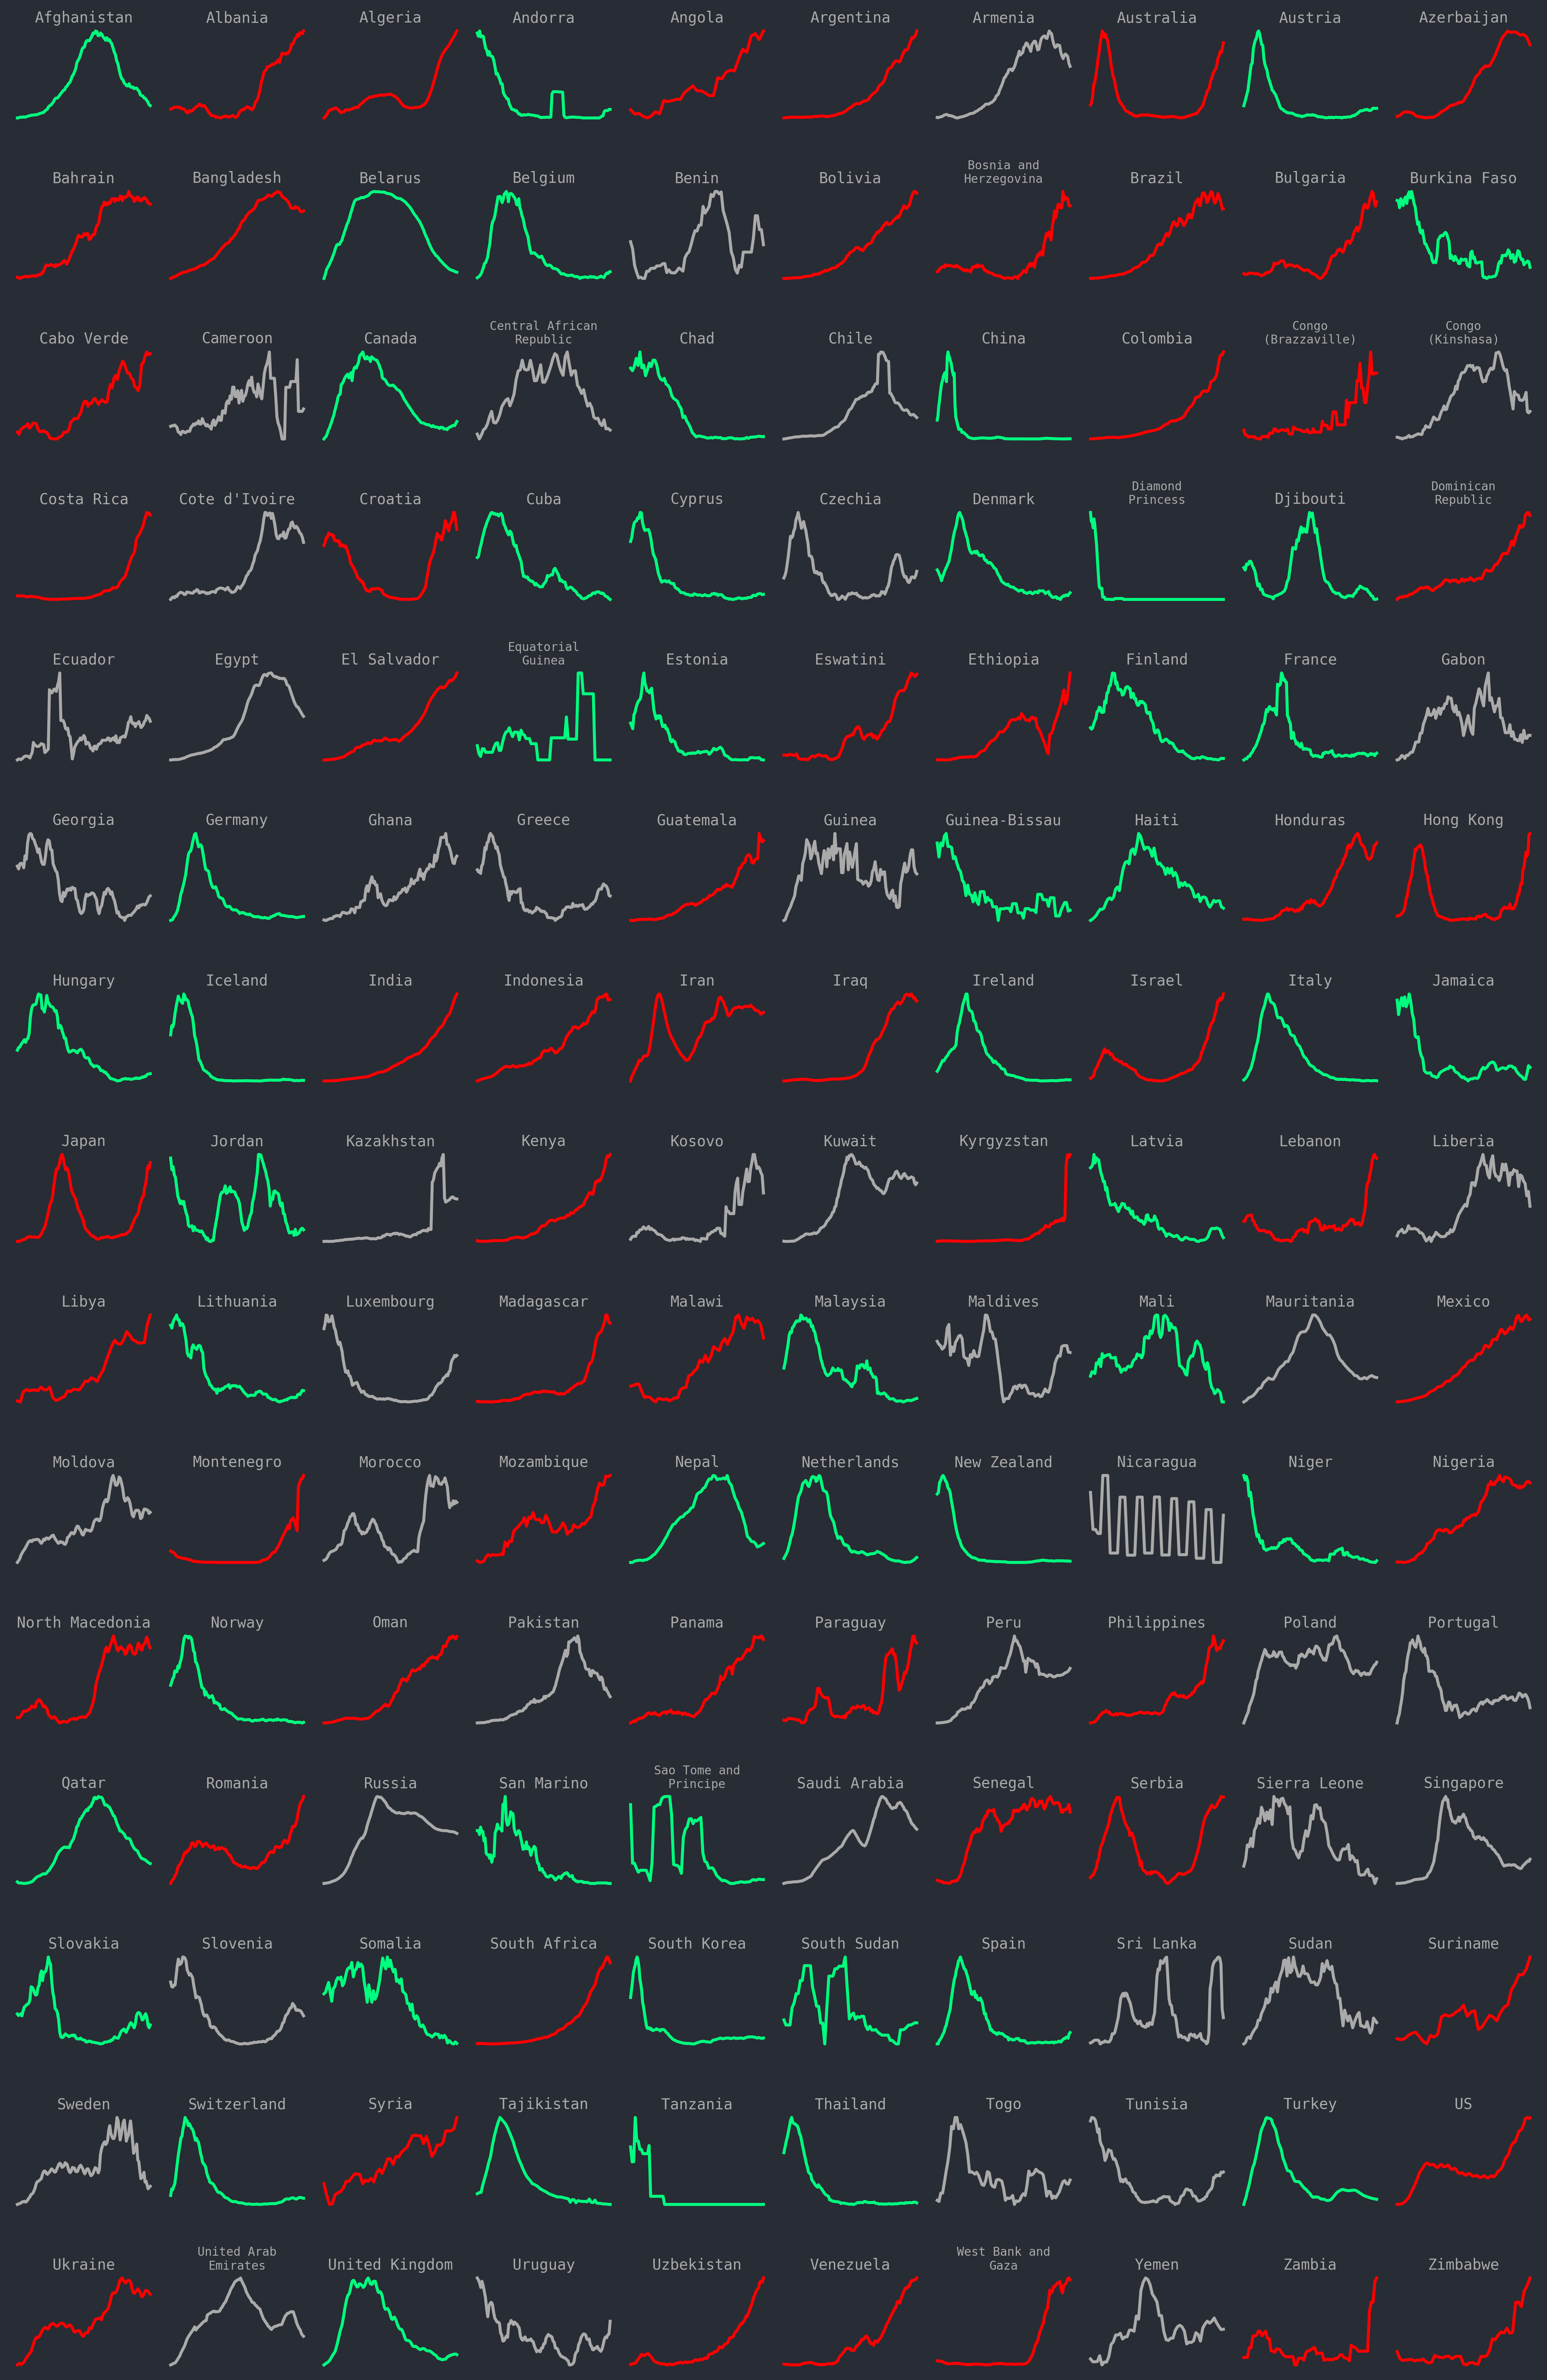 Afghanistan
Albania
Algeria
Andorra
Angola
Argentina
Armenia
Australia
Austria
Azerbaijan
Bahrain
Bangladesh
Belarus
Belgium
Benin
Bolivia
Bosnia and
Herzegovina
Brazil
Bulgaria
Burkina Faso
Cabo Verde
Cameroon
Canada
Central African
Republic
Chad
Chile
China
Colombia
Congo
(Brazzaville)
Congo
(Kinshasa)
Costa Rica
Cote d'Ivoire
Croatia
Cuba
Cyprus
Czechia
Denmark
Diamond
Princess
Djibouti
Dominican
Republic
Ecuador
Egypt
El Salvador
Equatorial
Guinea
Estonia
Eswatini
Ethiopia
Finland
France
Gabon
Georgia
Germany
Ghana
Greece
Guatemala
Guinea
Guinea-Bissau
Haiti
Honduras
Hong Kong
Hungary
Iceland
India
Indonesia
Iran
Iraq
Ireland
Israel
Italy
Jamaica
Japan
Jordan
Kazakhstan
Kenya
Kosovo
Kuwait
Kyrgyzstan
Latvia
Lebanon
Liberia
Libya
Lithuania
Luxembourg
Madagascar
Malawi
Malaysia
Maldives
Mali
Mauritania
Mexico
Moldova
Montenegro
Morocco
Mozambique
Nepal
Netherlands
New Zealand
Nicaragua
Niger
Nigeria
North Macedonia
Norway
Oman
Pakistan
Panama
Paraguay
Peru
Philippines
Poland
Portugal
Qatar
Romania
Russia
San Marino
Sao Tome and
Principe
Saudi Arabia
Senegal
Serbia
Sierra Leone
Singapore
Slovakia
Slovenia
Somalia
South Africa
South Korea
South Sudan
Spain
Sri Lanka
Sudan
Suriname
Sweden
Switzerland
Syria
Tajikistan
Tanzania
Thailand
Togo
Tunisia
Turkey
US
Ukraine
United Arab
Emirates
United Kingdom
Uruguay
Uzbekistan
Venezuela
West Bank and
Gaza
Yemen
Zambia
Zimbabwe